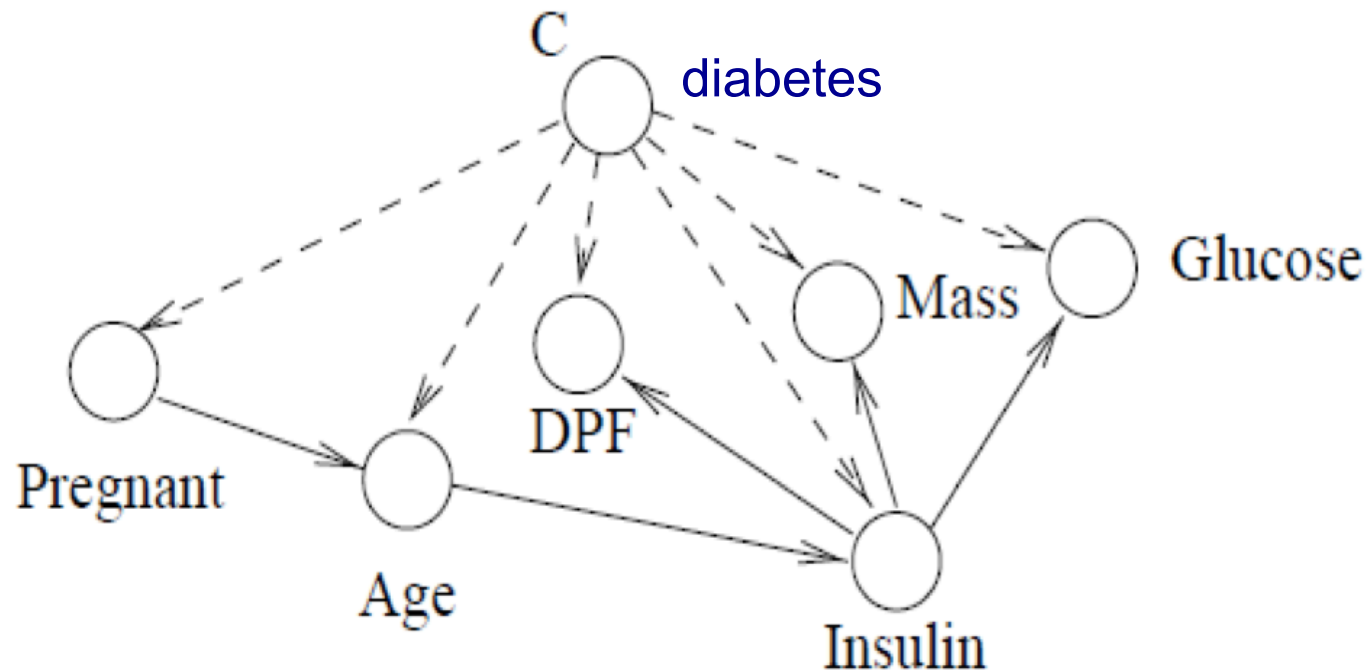 C
diabetes
Glucose
Mass
DPF
Pregnant
Age
Insulin